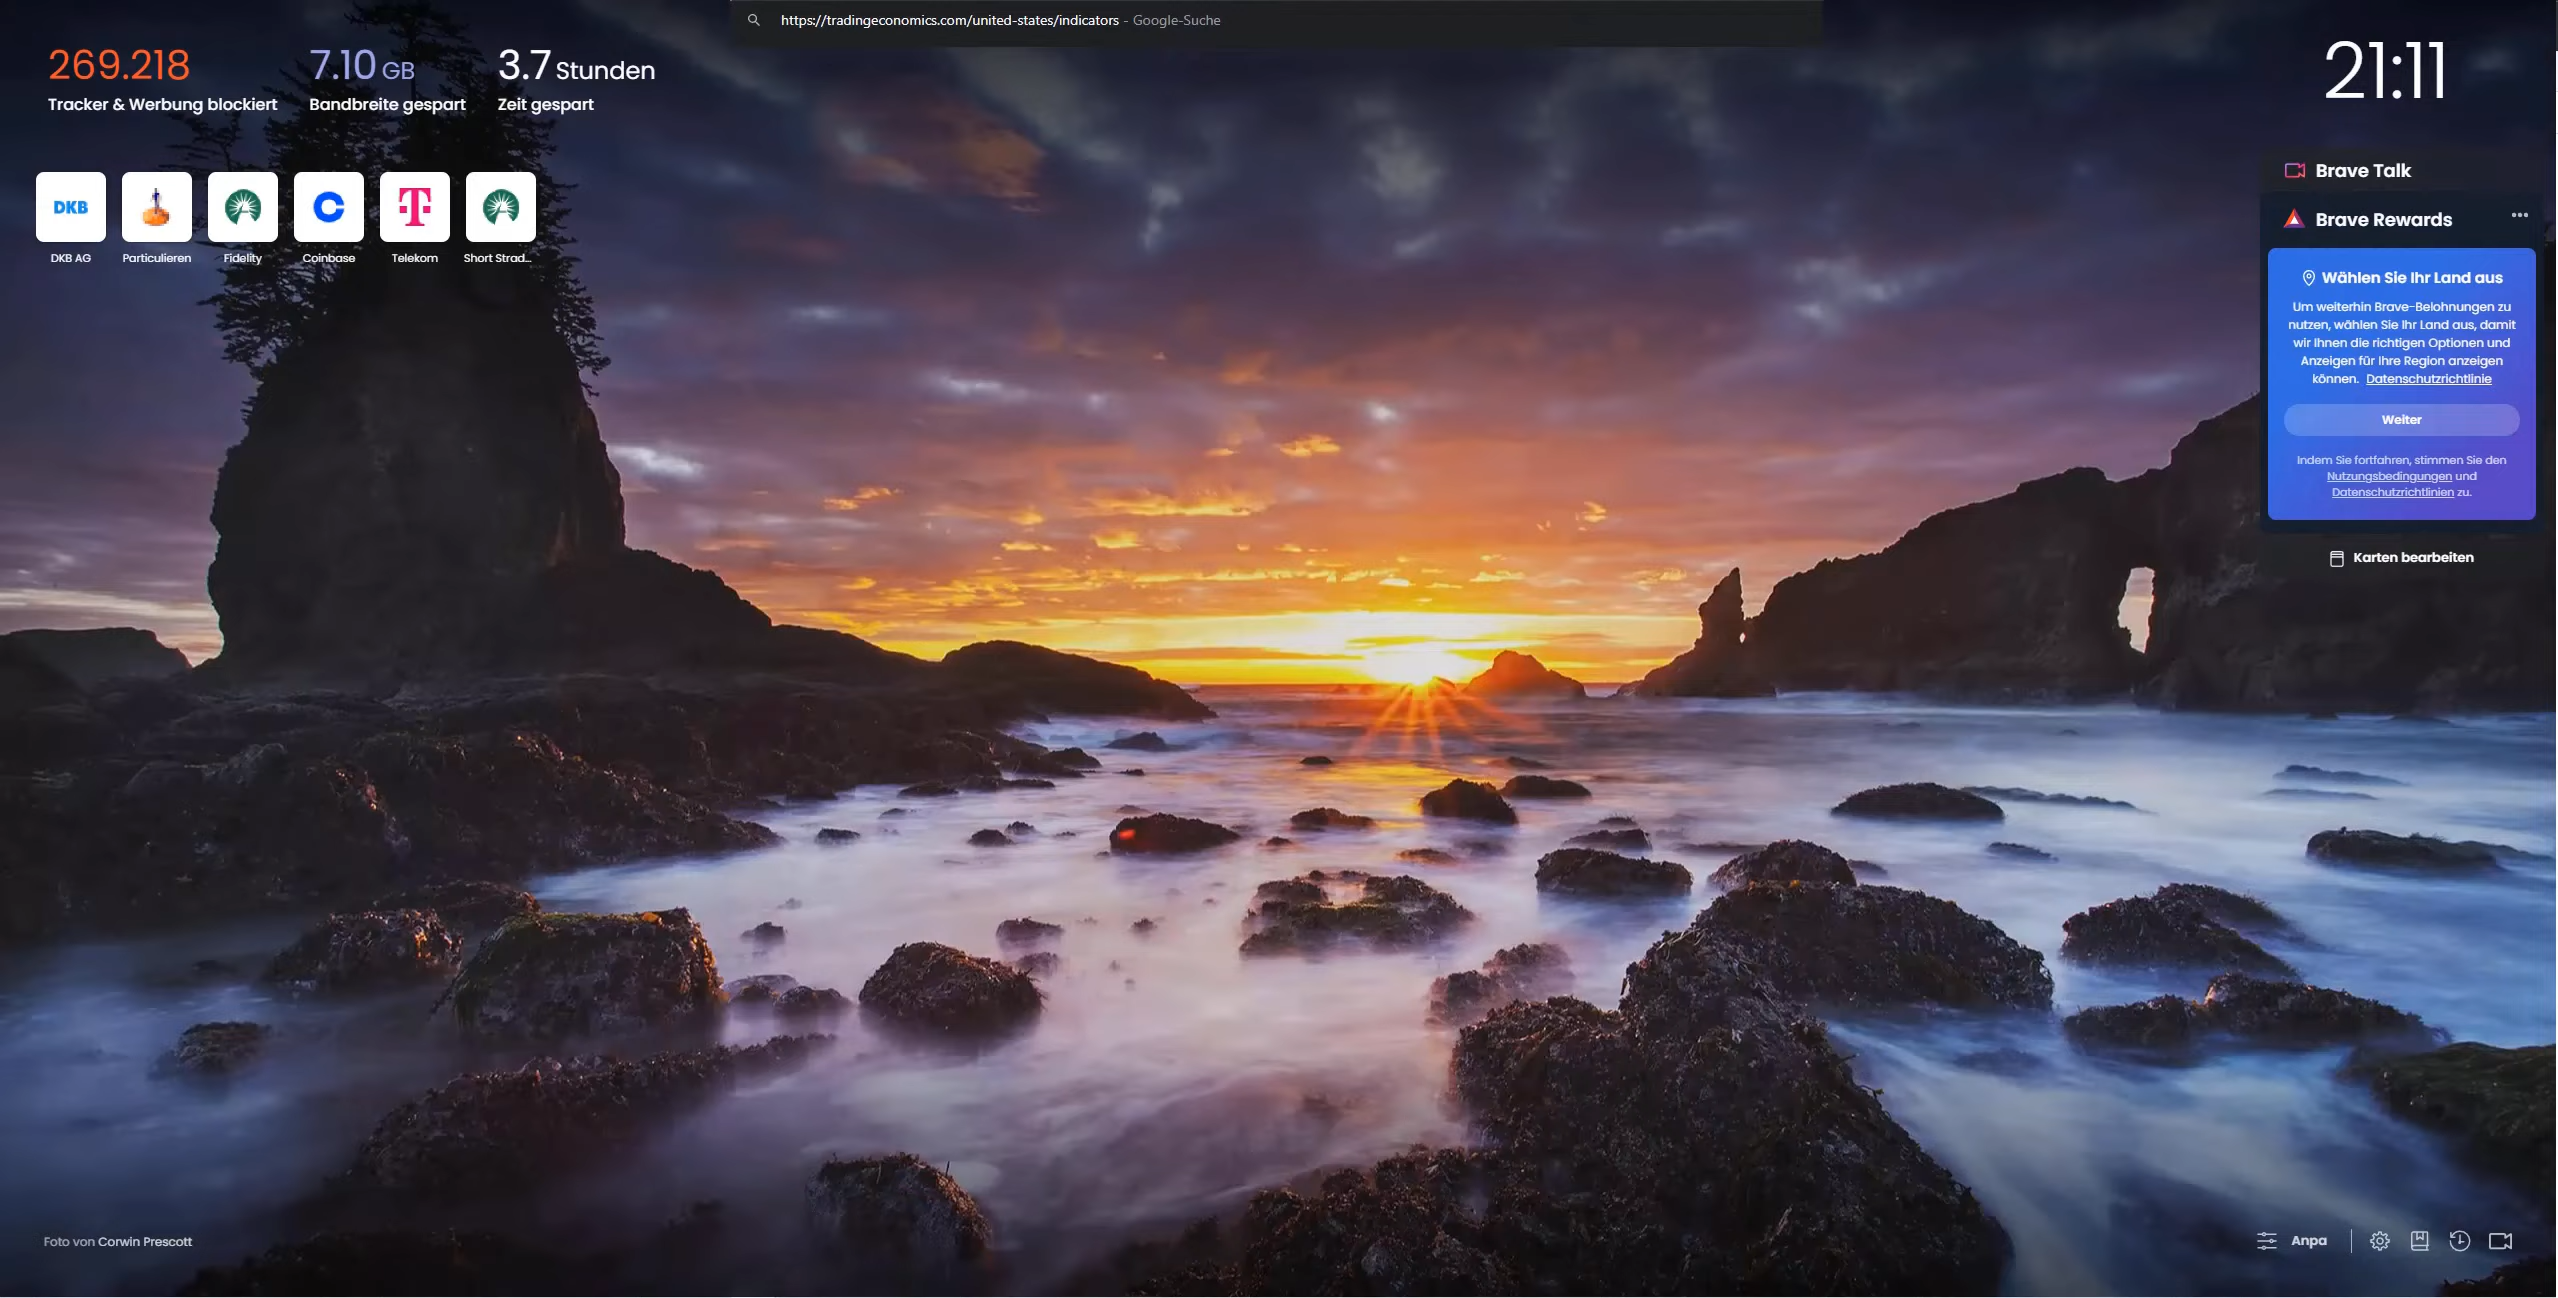 https://tradingeconomics.com/united-states/indicators - Google-Suche
269.218
Tracker & Werbung blockiert
7.10 GB
Bandbreite gespart
3.7 Stunden
Zeit gespart
21:11
DKB
DKB AG
Particulieren
Fidelity
Coinbase
T
Telekom
Short Strad...
Brave Talk
Brave Rewards
Wählen Sie Ihr Land aus
Um weiterhin Brave-Belohnungen zu
nutzen, wählen Sie Ihr Land aus, damit
wir Ihnen die richtigen Optionen und
Anzeigen für Ihre Region anzeigen
können. Datenschutzrichtlinie
Weiter
Indem Sie fortfahren, stimmen Sie den
Nutzungsbedingungen und
Datenschutzrichtlinien zu.
Karten bearbeiten
Foto von Corwin Prescott
Anpa